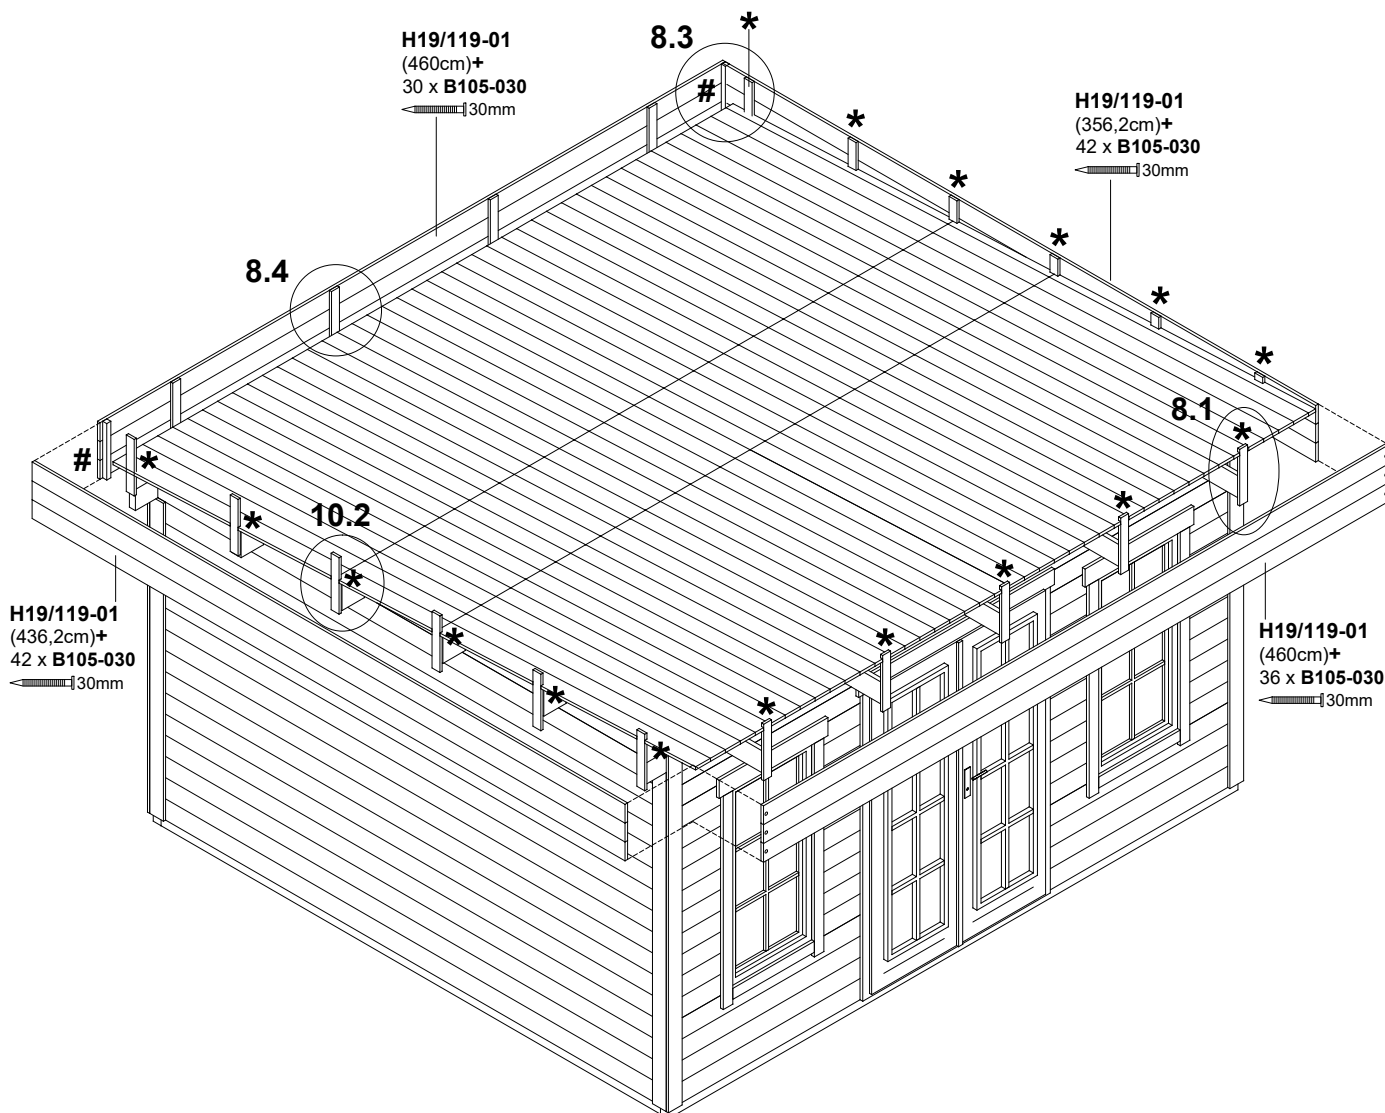 8.3
*
H19/119-01
(460cm)+
30 x B105-030
30mm
#
H19/119-01
(356,2cm)+
42 x B105-030
30mm
*
*
*
*
*
8.4
8.1
*
#
*
10.2
*
*
*
*
*
*
*
*
*
*
H19/119-01
(436,2cm)+
42 x B105-030
30mm
H19/119-01
(460cm)+
36 x B105-030
30mm